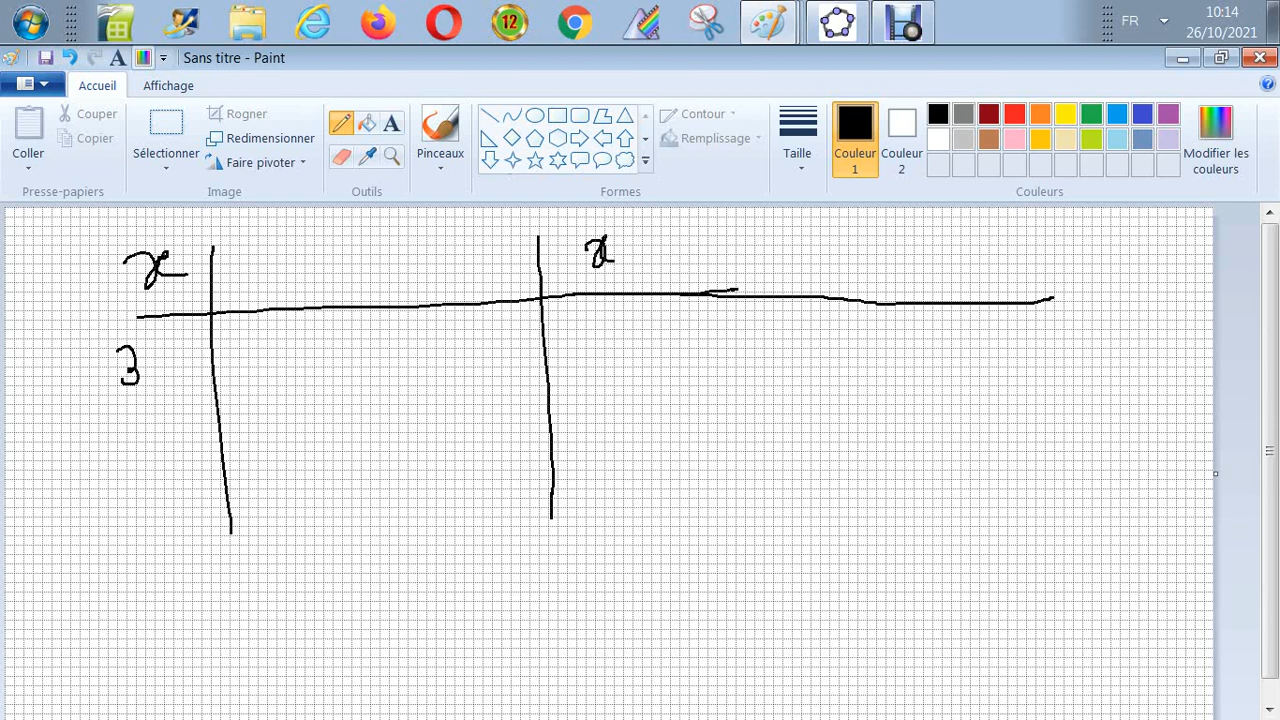 12
FR
10:14
26/10/2021
Sans titre - Paint
Accueil Affichage
Coller
Couper
Copier
Presse-papiers
Sélectionner
Rogner
Redimensionner
Faire pivoter
Image
A
Outils
Pinceaux
Contour
Remplissage
Formes
Taille
Couleur 1
Couleur 2
Modifier les couleurs
Couleurs
x x
3